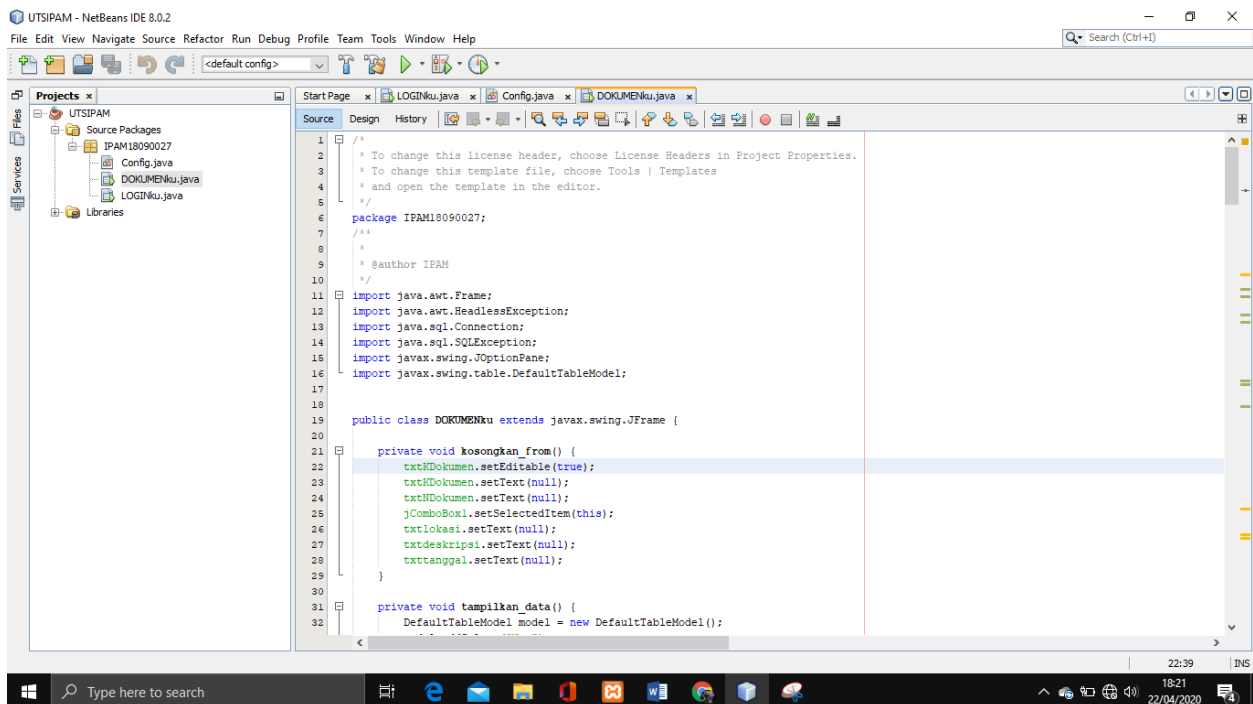 UTSIPAM - NetBeans IDE 8.0.2
File Edit View Navigate Source Refactor Run Debug Profile Team Tools Window Help
Search (Ctrl+I)
<default config>
Projects
Files
Services
UTSIPAM
Source Packages
IPAM18090027
Config.java
DOKUMENku.java
LOGINku.java
Libraries
Start Page LOGINku.java Config.java DOKUMENku.java
Source Design History
1 /*
2 * To change this license header, choose License Headers in Project Properties.
3 * To change this template file, choose Tools | Templates
4 * and open the template in the editor.
5 */
6 package IPAM18090027;
7 /**
8 *
9 * @author IPAM
10 */
11 import java.awt.Frame;
12 import java.awt.HeadlessException;
13 import java.sql.Connection;
14 import java.sql.SQLException;
15 import javax.swing.JOptionPane;
16 import javax.swing.table.DefaultTableModel;
17
18
19 public class DOKUMENku extends javax.swing.JFrame {
20
21 private void kosongkan_from() {
22 txtKDokumen.setEditable(true);
23 txtKDokumen.setText(null);
24 txtNDokumen.setText(null);
25 jComboBox1.setSelectedItem(this);
26 txtlokasi.setText(null);
27 txtdeskripsi.setText(null);
28 txttanggal.setText(null);
29 }
30
31 private void tampilkan_data() {
32 DefaultTableModel model = new DefaultTableModel();
22:39 INS
Type here to search
18:21
22/04/2020
4